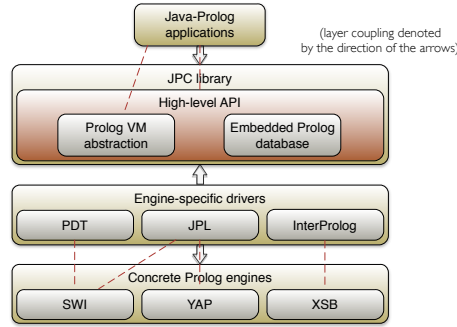 Java-Prolog
applications
(layer coupling denoted
by the direction of the arrows)
JPC library
High-level API
Prolog VM
abstraction
Embedded Prolog
database
Engine-specific drivers
PDT
JPL
InterProlog
Concrete Prolog engines
SWI
YAP
XSB